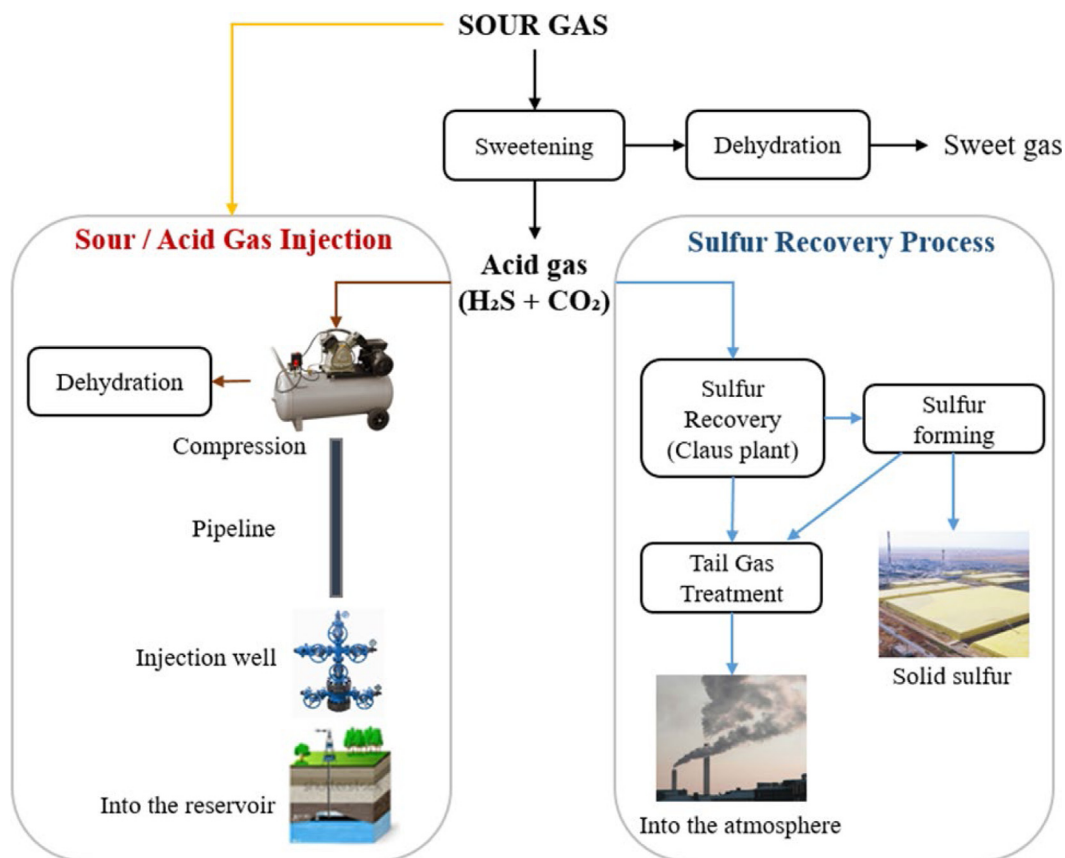 SOUR GAS
Sweetening
Dehydration
Sweet gas
Sour / Acid Gas Injection
Sulfur Recovery Process
Acid gas
(H₂S + CO₂)
Dehydration
Compression
Pipeline
Injection well
Into the reservoir
Sulfur
Recovery
(Claus plant)
Sulfur
forming
Tail Gas
Treatment
Solid sulfur
Into the atmosphere